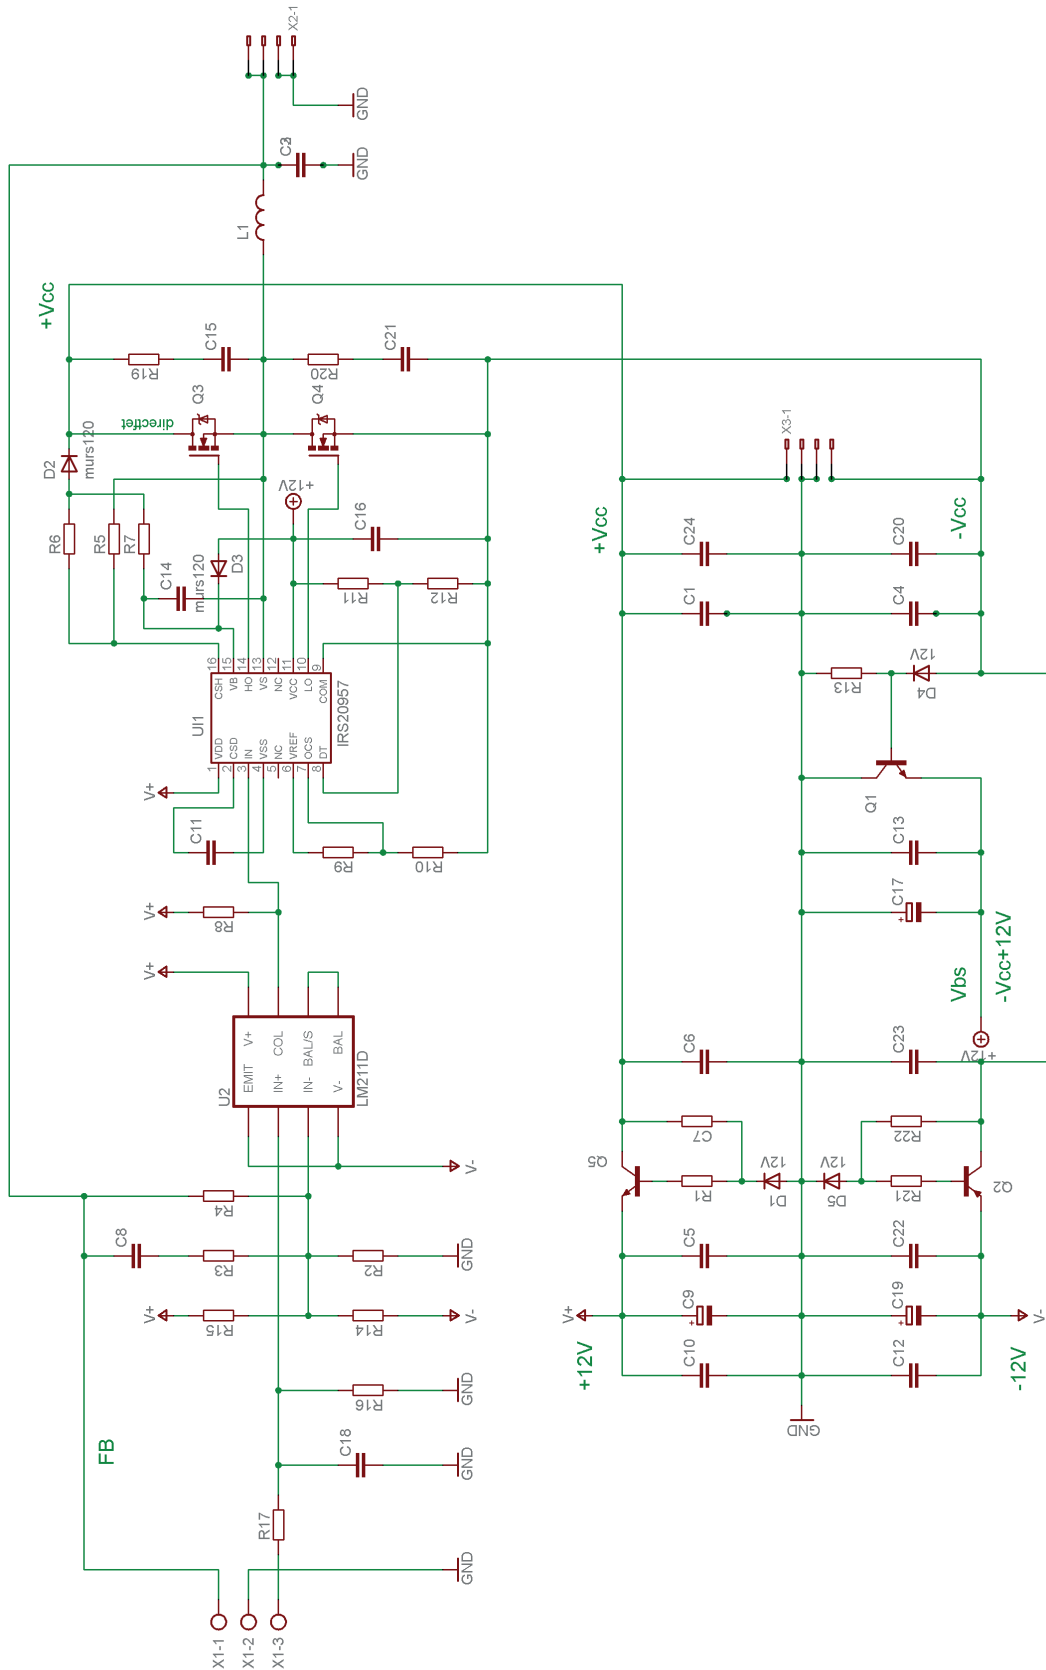 X2-1
GND
C3
GND
L1
+Vcc
R19
C15
R20
C21
directfet
Q3
Q4
D2
murs120
+12V
R6
R5
R7
C14
murs120
D3
C16
R11
R12
16
15
14
13
12
11
10
9
CSH
VB
HO
VS
NC
VCC
LO
COM
UI1
IRS20957
VDD
CSD
IN
VSS
NC
VREF
OCS
DT
1
2
3
4
5
6
7
8
V+
C11
R9
R10
V+
R8
V+
V+
COL
BAL/S
BAL
U2
LM211D
EMIT
IN+
IN-
V-
V-
R4
C8
R3
R2
GND
V+
R15
R14
V-
R16
GND
FB
C18
GND
R17
GND
X1-1
X1-2
X1-3
X3-1
+Vcc
-Vcc
C24
C20
C1
C4
R13
12V
D4
Q1
C13
C17
+
Vbs
-Vcc+12V
+12V
C6
C23
C7
R22
Q5
R1
12V
D1
12V
D5
R21
Q2
C5
C22
V+
C9
+
C19
+
V-
+12V
C10
C12
-12V
GND